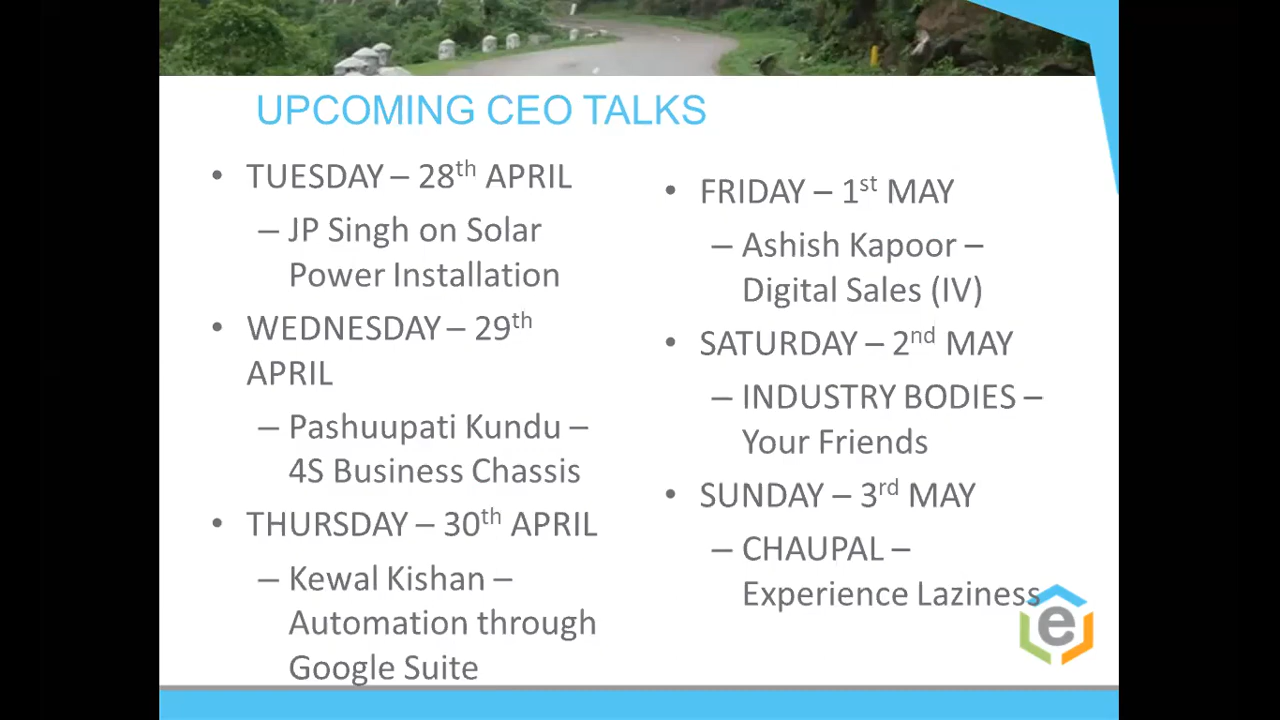 UPCOMING CEO TALKS
• TUESDAY – 28th APRIL
– JP Singh on Solar
Power Installation
• WEDNESDAY – 29th
APRIL
– Pashuupati Kundu –
4S Business Chassis
• THURSDAY – 30th APRIL
– Kewal Kishan –
Automation through
Google Suite
• FRIDAY – 1st MAY
– Ashish Kapoor –
Digital Sales (IV)
• SATURDAY – 2nd MAY
– INDUSTRY BODIES –
Your Friends
• SUNDAY – 3rd MAY
– CHAUPAL –
Experience Laziness
e